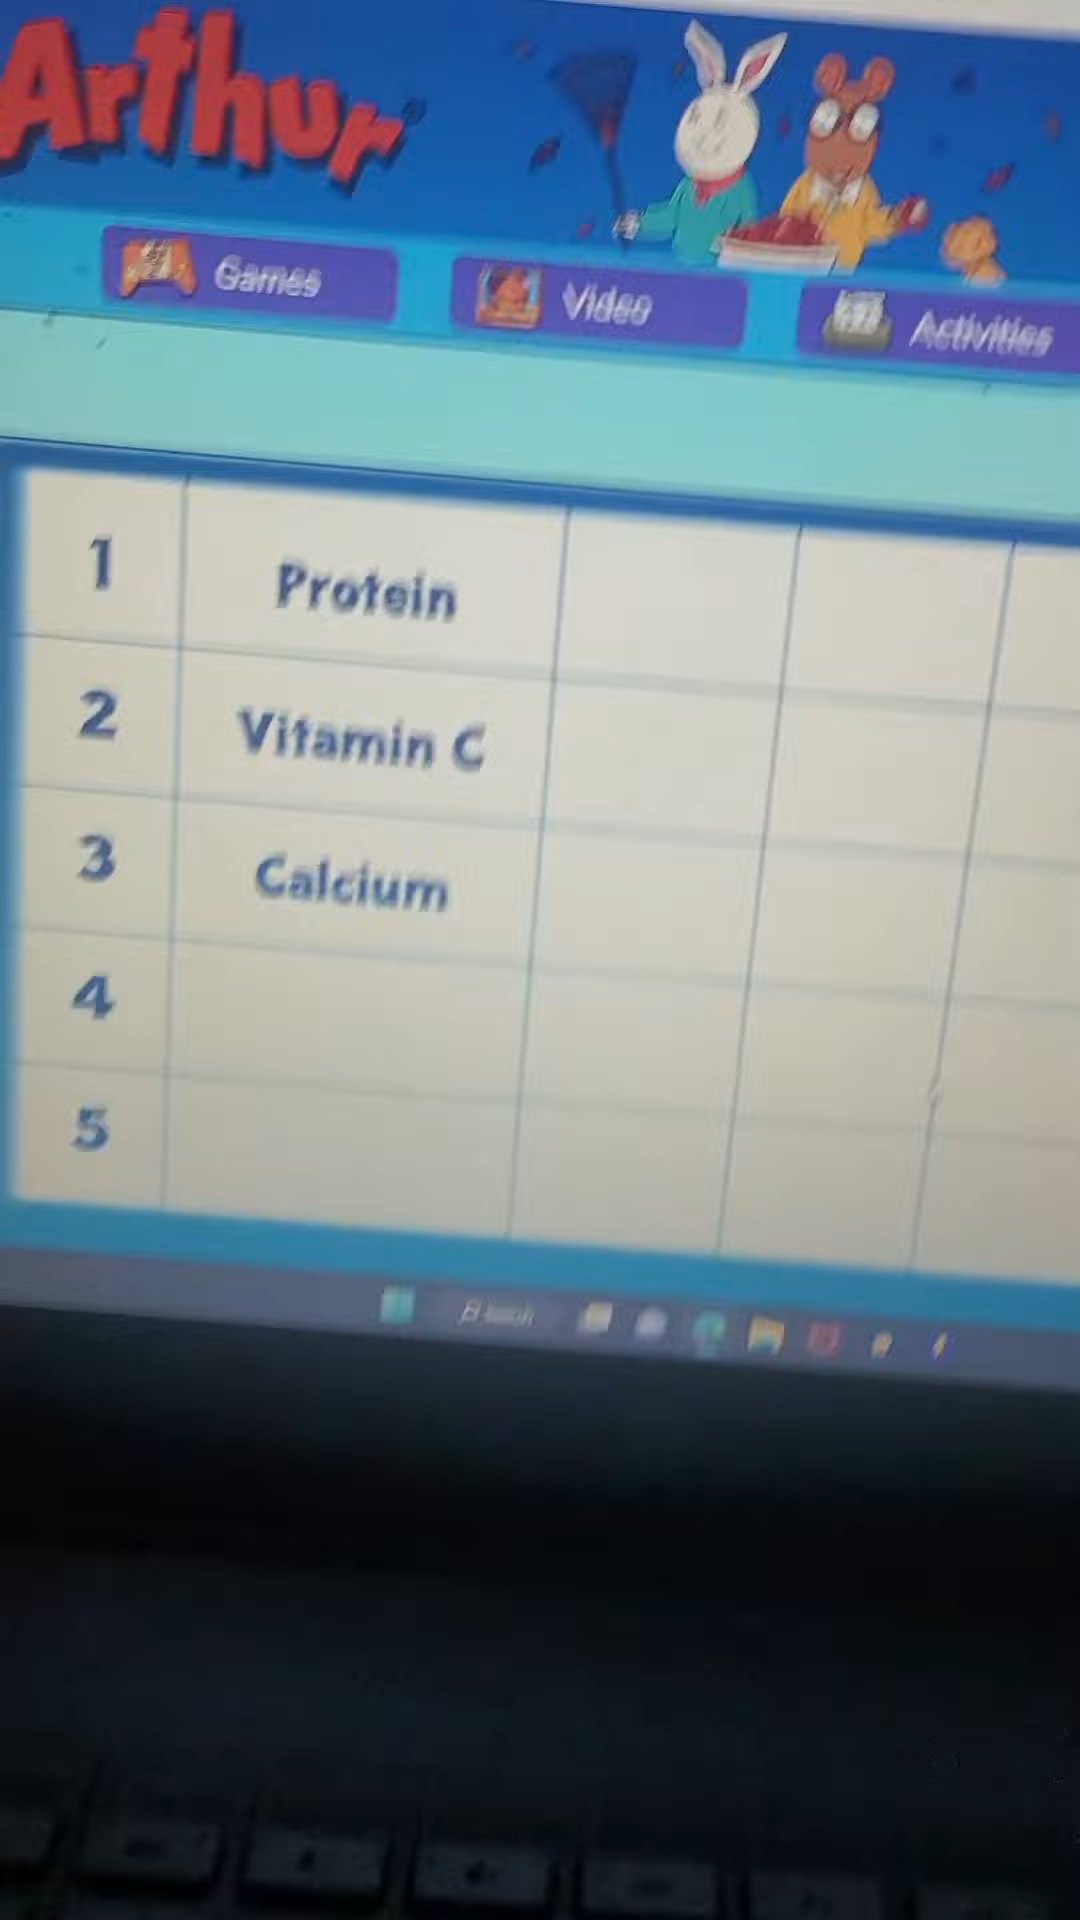 Arthur
Games
Video
Activities
1 Protein
2 Vitamin C
3 Calcium
4
5